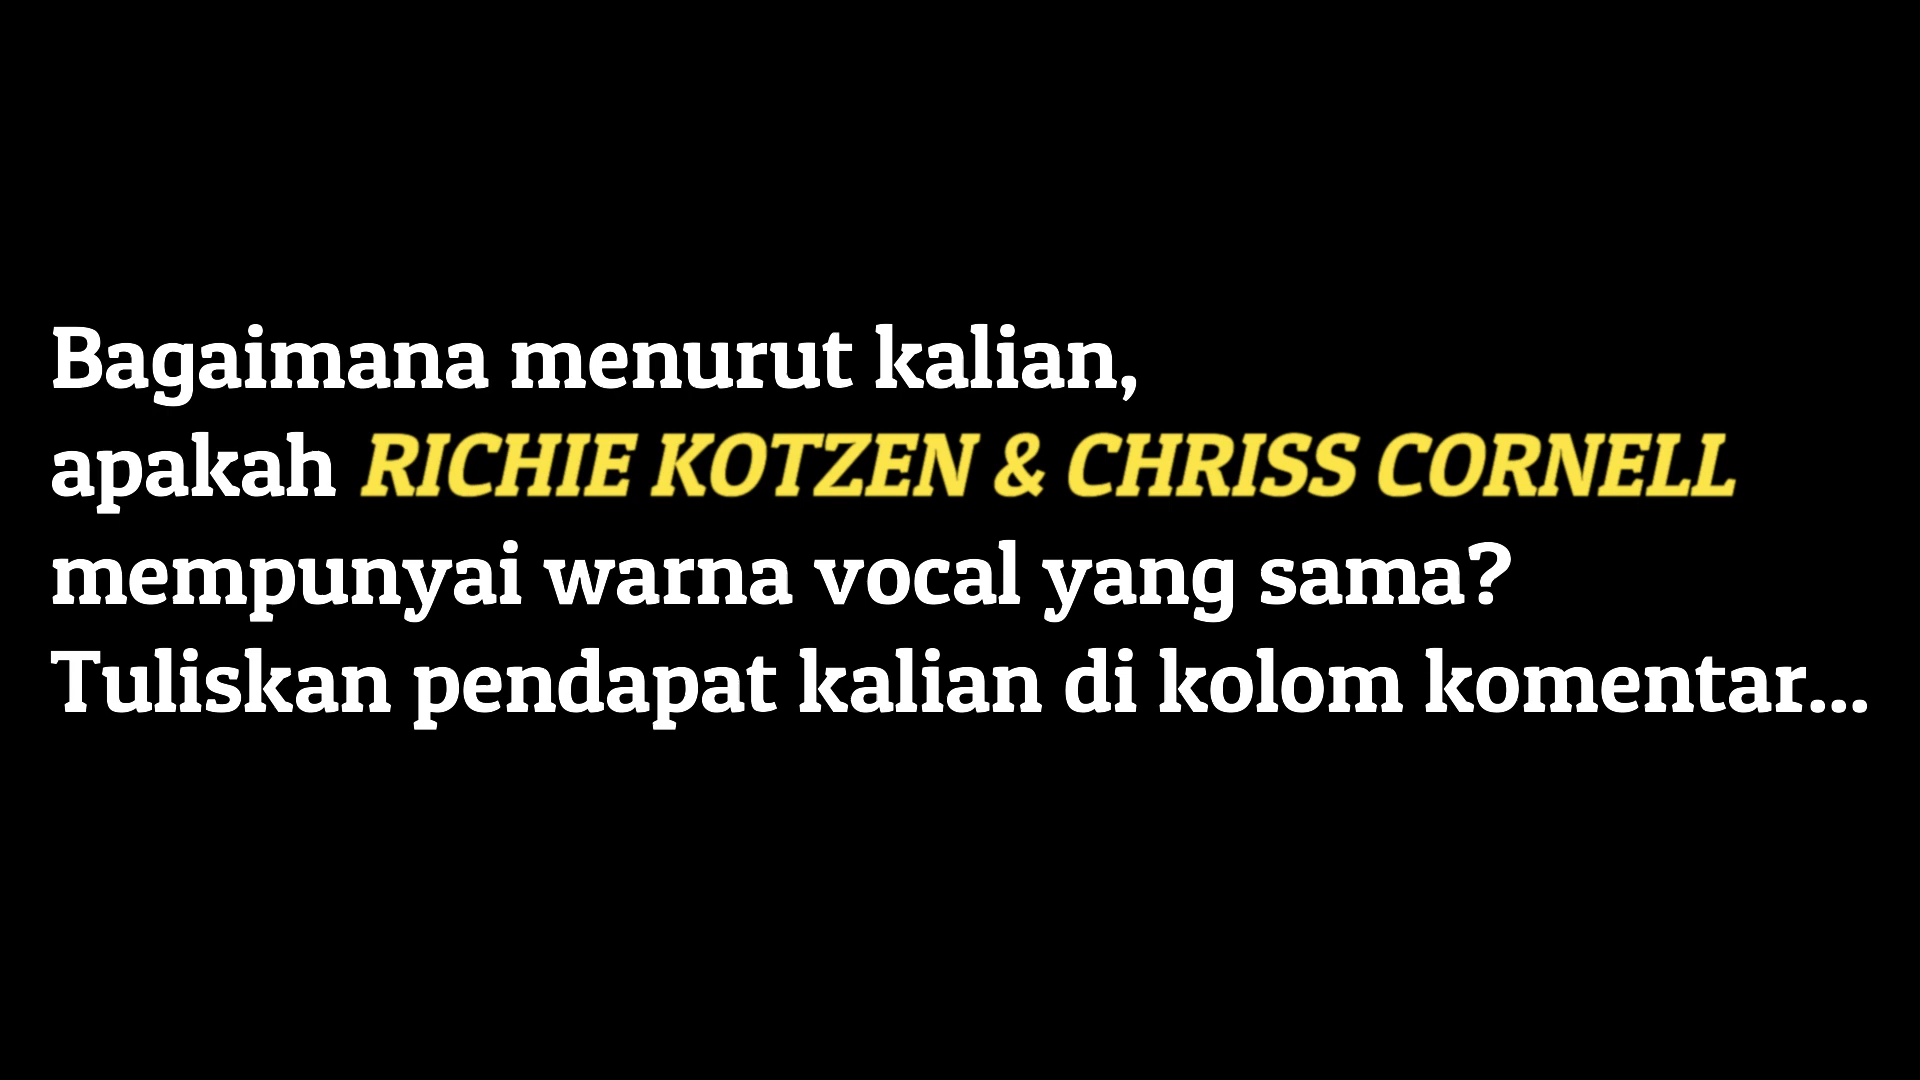 Bagaimana menurut kalian,
apakah RICHIE KOTZEN & CHRISS CORNELL
mempunyai warna vocal yang sama?
Tuliskan pendapat kalian di kolom komentar...